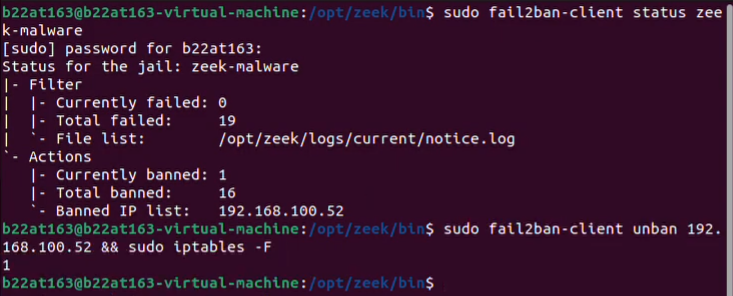 b22at163@b22at163-virtual-machine:/opt/zeek/bin$ sudo fail2ban-client status zee
k-malware
[sudo] password for b22at163:
Status for the jail: zeek-malware
|- Filter
|  |- Currently failed: 0
|  |- Total failed:     19
|  `- File list:        /opt/zeek/logs/current/notice.log
`- Actions
   |- Currently banned: 1
   |- Total banned:     16
   `- Banned IP list:   192.168.100.52
b22at163@b22at163-virtual-machine:/opt/zeek/bin$ sudo fail2ban-client unban 192.
168.100.52 && sudo iptables -F
1
b22at163@b22at163-virtual-machine:/opt/zeek/bin$